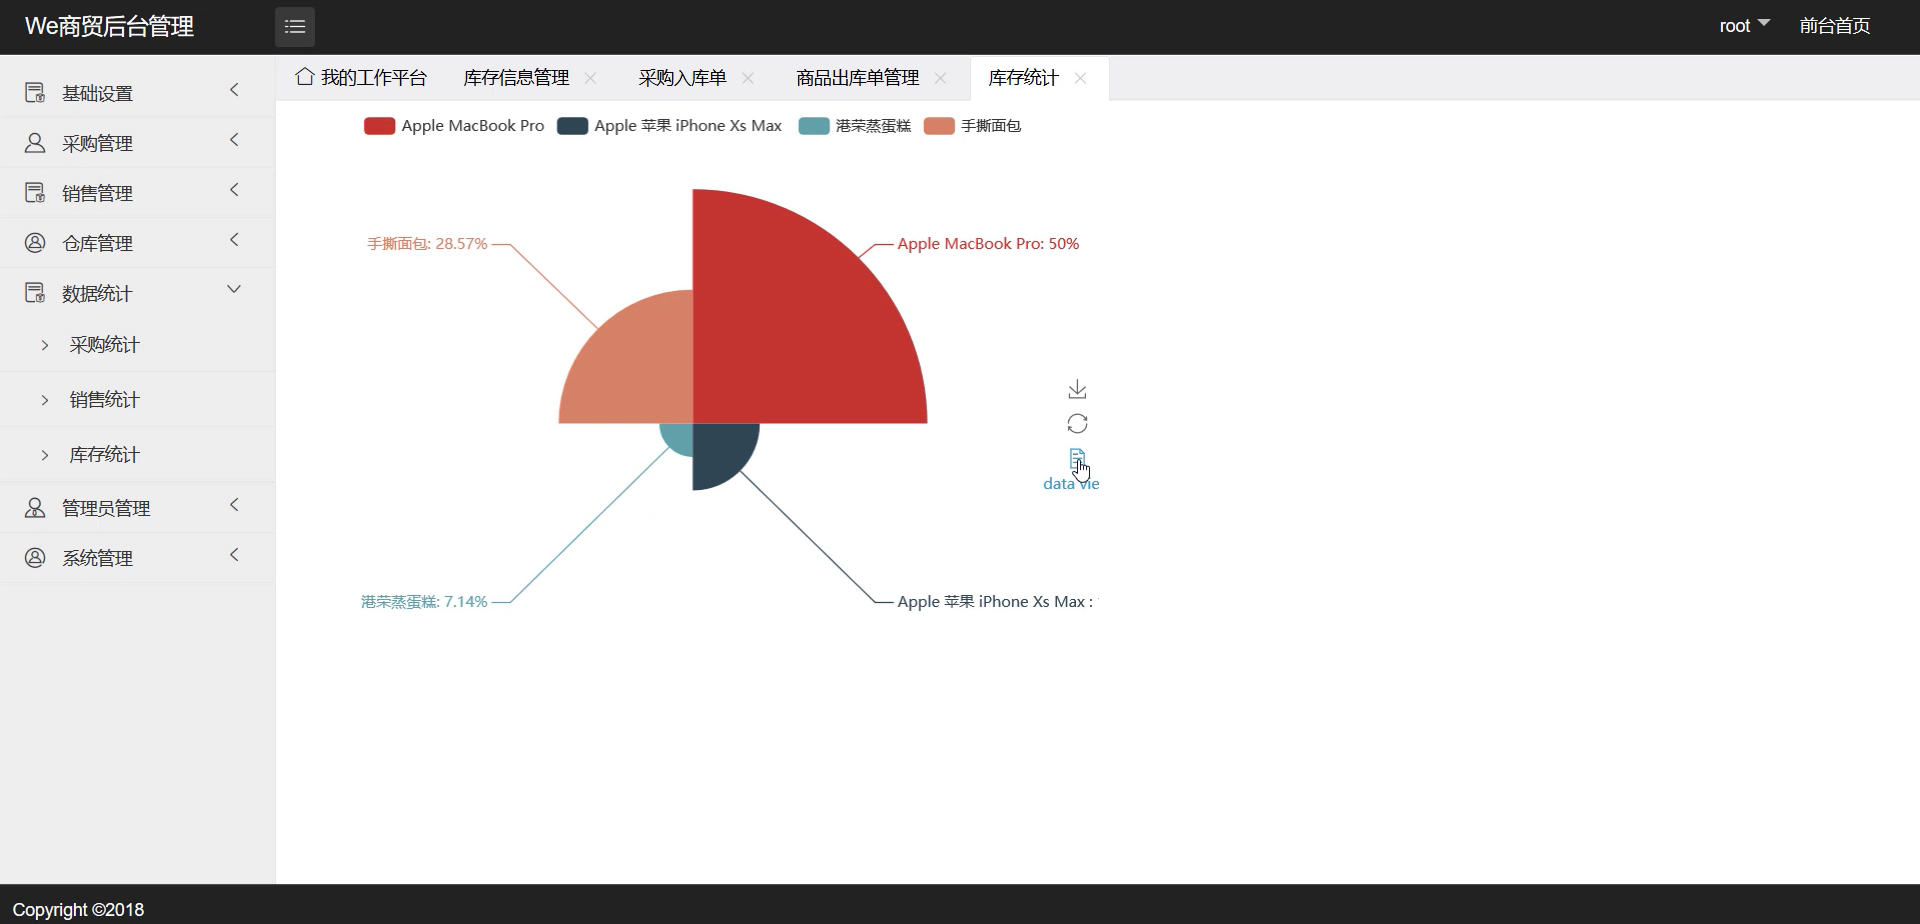 We商贸后台管理
root
前台首页
我的工作平台
库存信息管理
采购入库单
商品出库单管理
库存统计
基础设置
采购管理
销售管理
仓库管理
数据统计
采购统计
销售统计
库存统计
管理员管理
系统管理
Apple MacBook Pro
Apple 苹果 iPhone Xs Max
港荣蒸蛋糕
手撕面包
手撕面包: 28.57%
Apple MacBook Pro: 50%
data vie
港荣蒸蛋糕: 7.14%
Apple 苹果 iPhone Xs Max :
Copyright ©2018